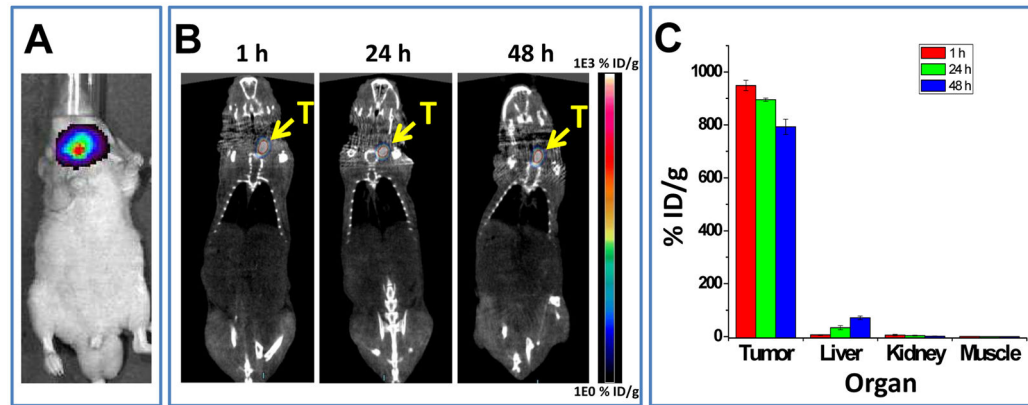 A
B
1 h
24 h
48 h
1E3 % ID/g
T
T
T
1E0 % ID/g
C
1 h
24 h
48 h
1000
800
600
400
200
0
% ID/g
Tumor Liver Kidney Muscle
Organ